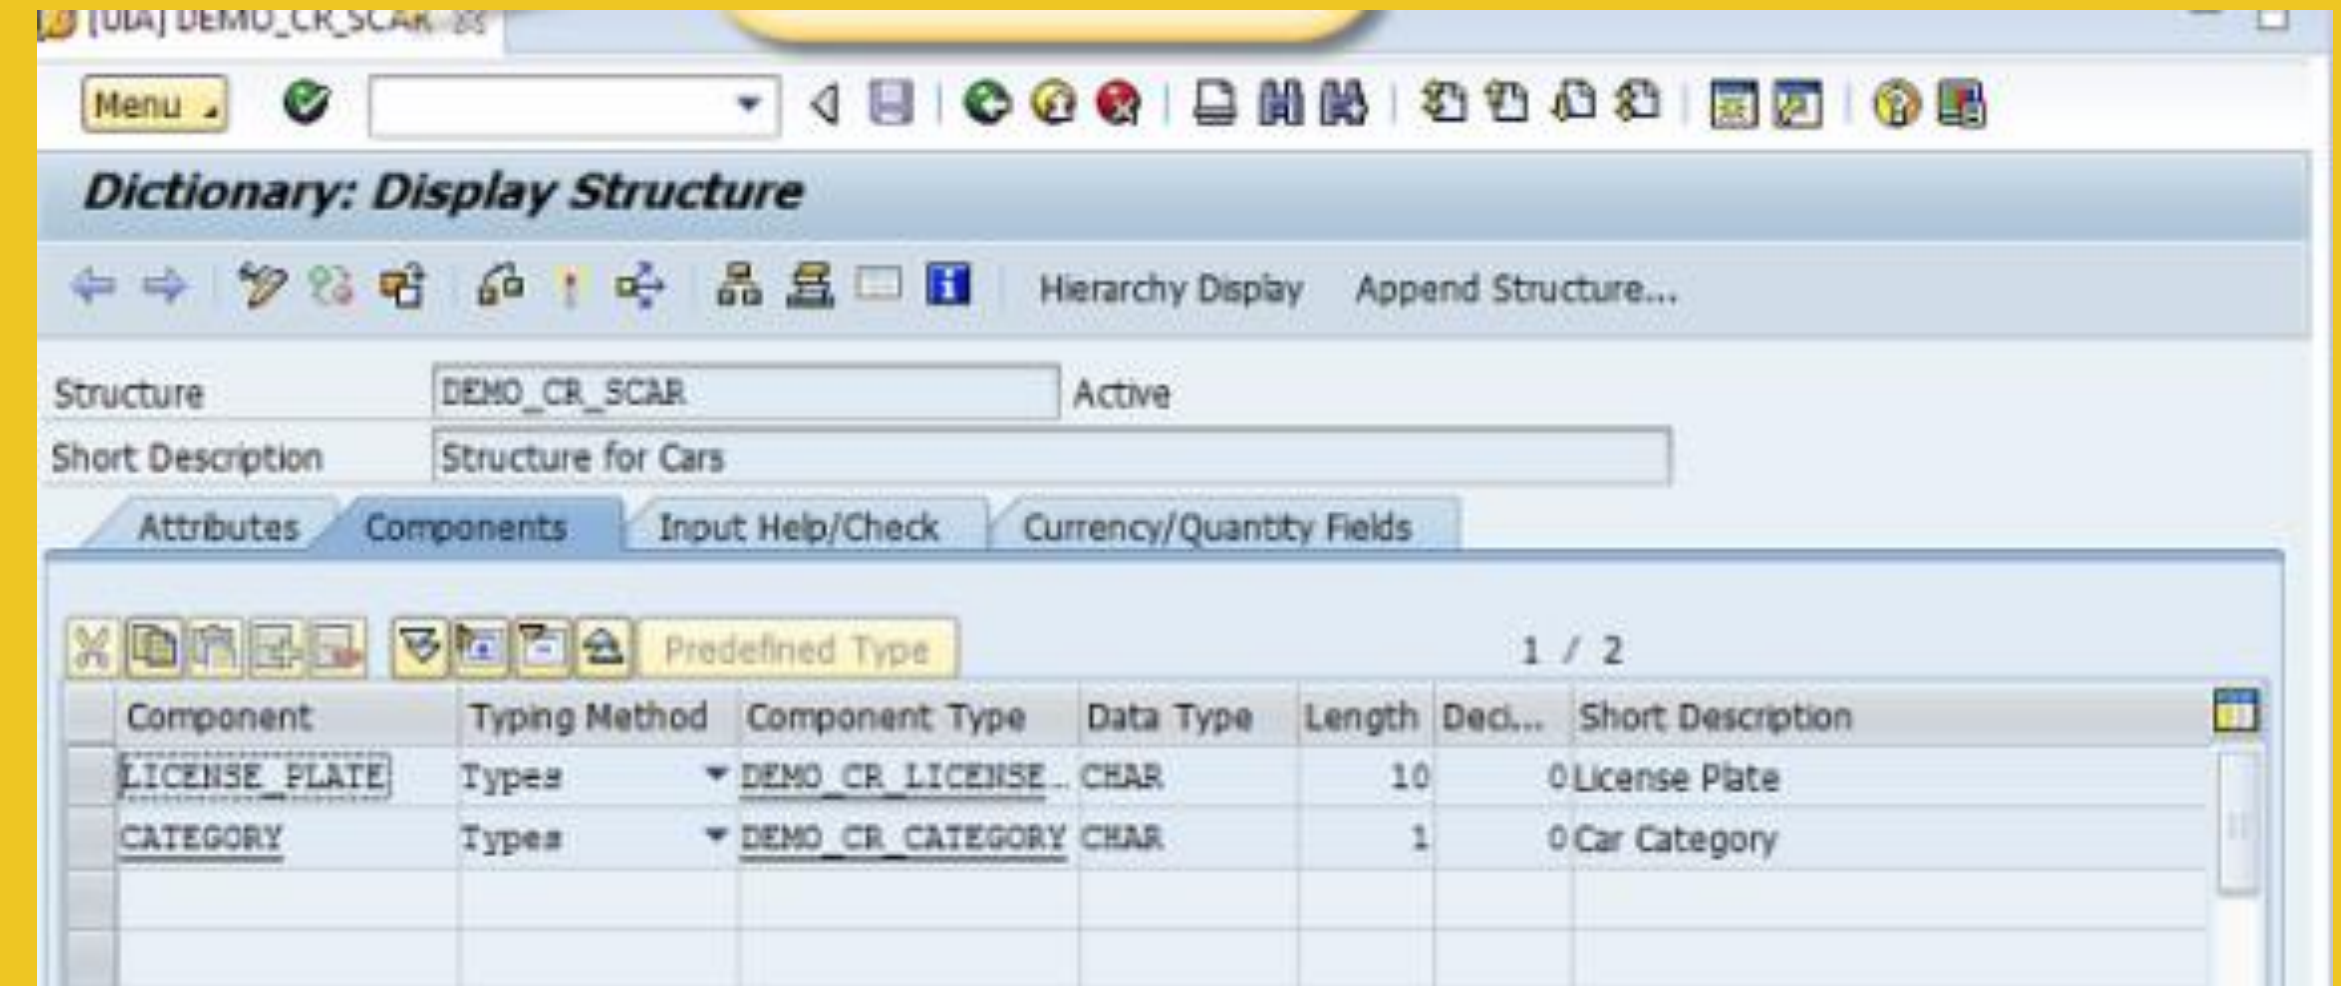 [UIA] DEMO_CR_SCAR
Menu
Dictionary: Display Structure
Hierarchy Display Append Structure...
Structure DEMO_CR_SCAR Active
Short Description Structure for Cars
Attributes Components Input Help/Check Currency/Quantity Fields
Predefined Type 1 / 2
Component Typing Method Component Type Data Type Length Deci... Short Description
LICENSE_PLATE Types DEMO_CR_LICENSE... CHAR 10 0 License Plate
CATEGORY Types DEMO_CR_CATEGORY CHAR 1 0 Car Category